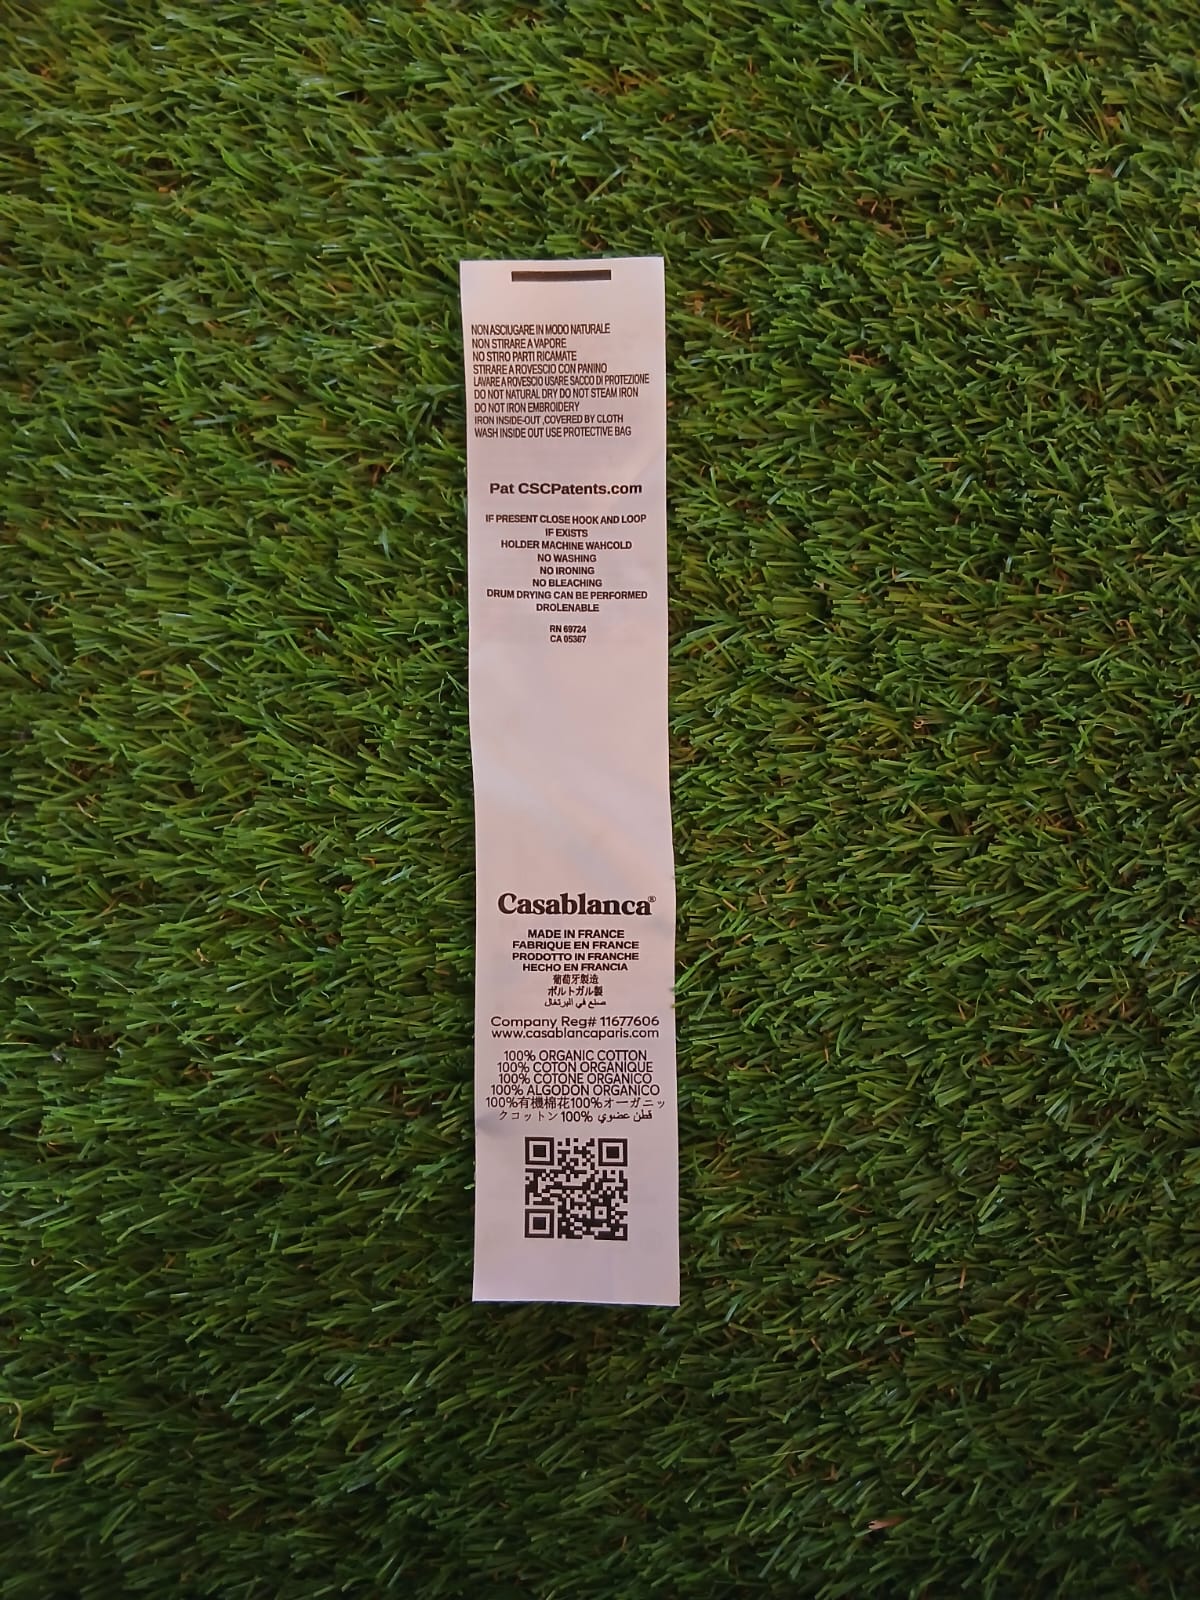 NON ASCIUGARE IN MODO NATURALE
NON STIRARE A VAPORE
NO STIRO PARTI RICAMATE
STIRARE A ROVESCIO CON PANINO
LAVARE A ROVESCIO USARE SACCO DI PROTEZIONE
DO NOT NATURAL DRY DO NOT STEAM IRON
DO NOT IRON EMBROIDERY
IRON INSIDE-OUT ,COVERED BY CLOTH
WASH INSIDE OUT USE PROTECTIVE BAG
Pat CSCPatents.com
IF PRESENT CLOSE HOOK AND LOOP
IF EXISTS
HOLDER MACHINE WAHCOLD
NO WASHING
NO IRONING
NO BLEACHING
DRUM DRYING CAN BE PERFORMED
DROLENABLE
RN 69724
CA 05367
Casablanca®
MADE IN FRANCE
FABRIQUE EN FRANCE
PRODOTTO IN FRANCHE
HECHO EN FRANCIA
葡萄牙製造
ポルトガル製
صنع في البرتغال
Company Reg# 11677606
www.casablancaparis.com
100% ORGANIC COTTON
100% COTON ORGANIQUE
100% COTONE ORGANICO
100% ALGODON ORGANICO
100%有機棉花100%オーガニッ
クコットン100% قطن عضوي